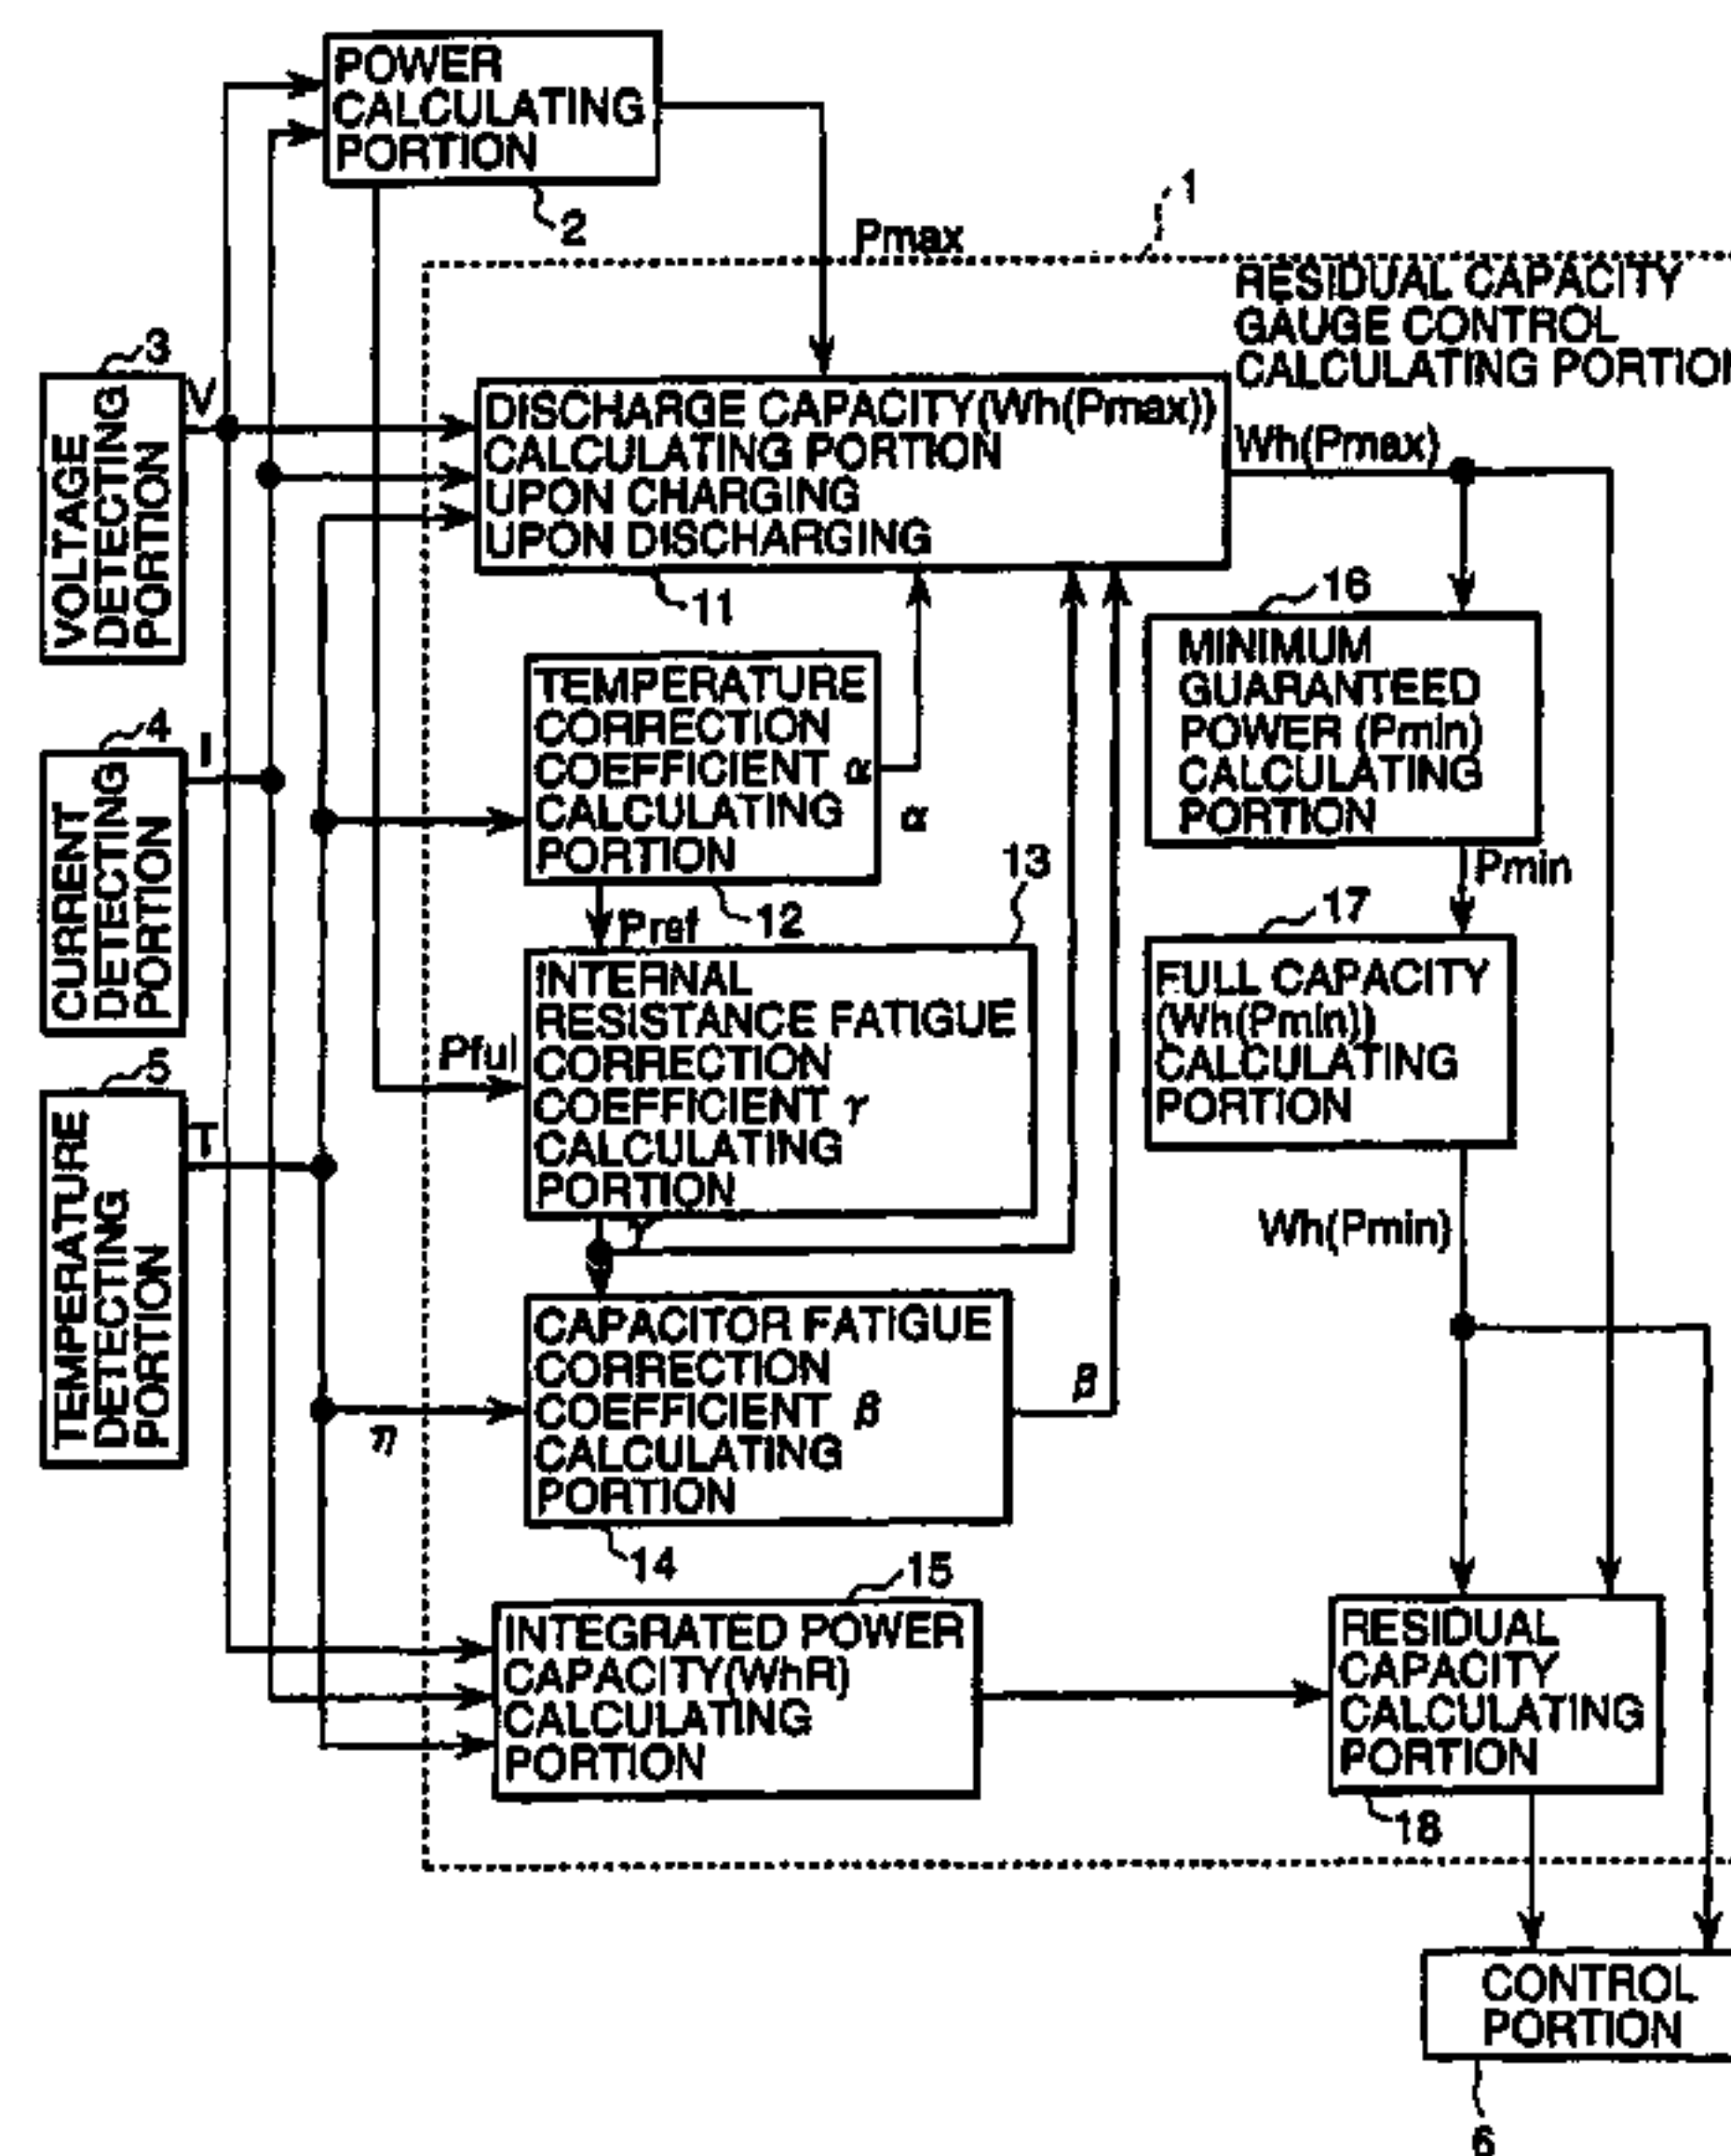 POWER
CALCULATING
PORTION
2
1
Pmax
RESIDUAL CAPACITY
GAUGE CONTROL
CALCULATING PORTION
3
VOLTAGE
DETECTING
PORTION
V
DISCHARGE CAPACITY(Wh(Pmax))
CALCULATING PORTION
UPON CHARGING
UPON DISCHARGING
11
Wh(Pmax)
16
MINIMUM
GUARANTEED
POWER (Pmin)
CALCULATING
PORTION
Pmin
4
CURRENT
DETECTING
PORTION
I
TEMPERATURE
CORRECTION
COEFFICIENT α
CALCULATING
PORTION
α
12
Pref
13
17
FULL CAPACITY
(Wh(Pmin))
CALCULATING
PORTION
Wh(Pmin)
5
TEMPERATURE
DETECTING
PORTION
T
Pful
INTERNAL
RESISTANCE FATIGUE
CORRECTION
COEFFICIENT γ
CALCULATING
PORTION
γ
η
CAPACITOR FATIGUE
CORRECTION
COEFFICIENT β
CALCULATING
PORTION
β
14
15
INTEGRATED POWER
CAPACITY(WhR)
CALCULATING
PORTION
RESIDUAL
CAPACITY
CALCULATING
PORTION
18
CONTROL
PORTION
6